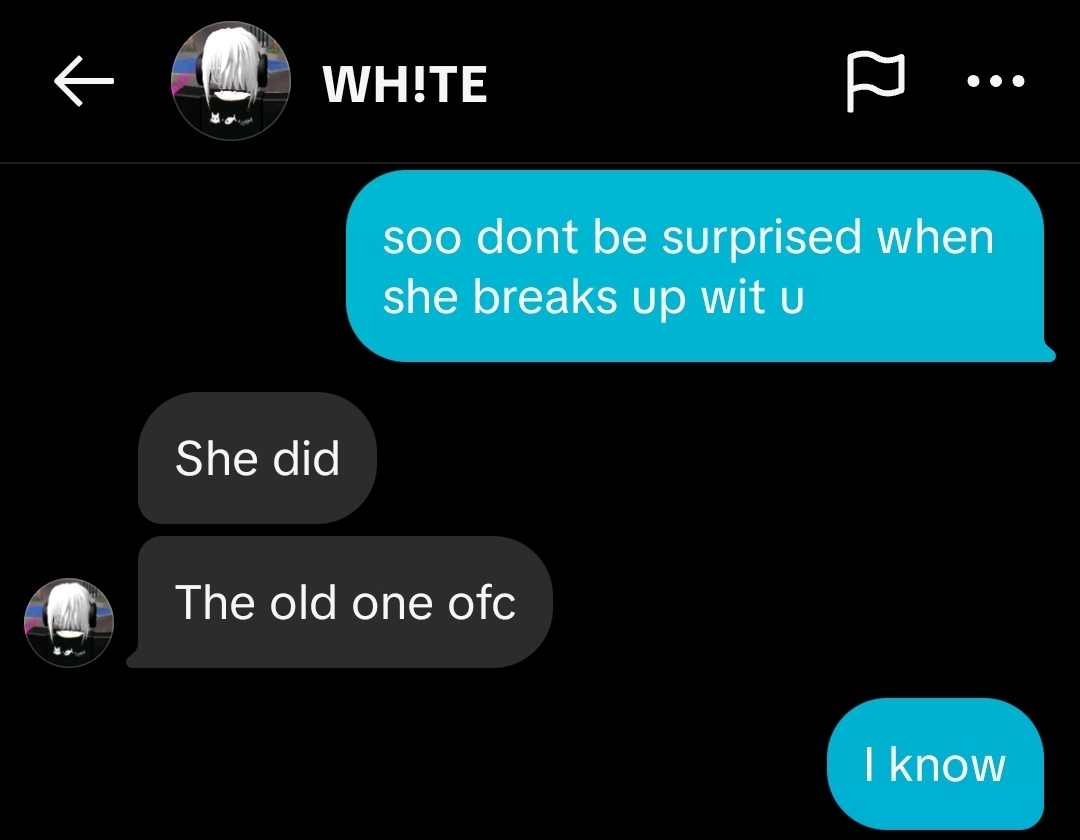 WH!TE
soo dont be surprised when
she breaks up wit u
She did
The old one ofc
I know